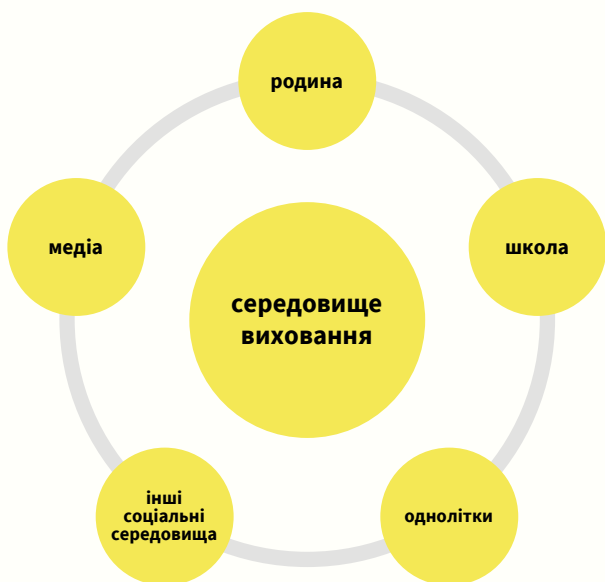 родина
медіа
школа
середовище
виховання
інші
соціальні
середовища
однолітки